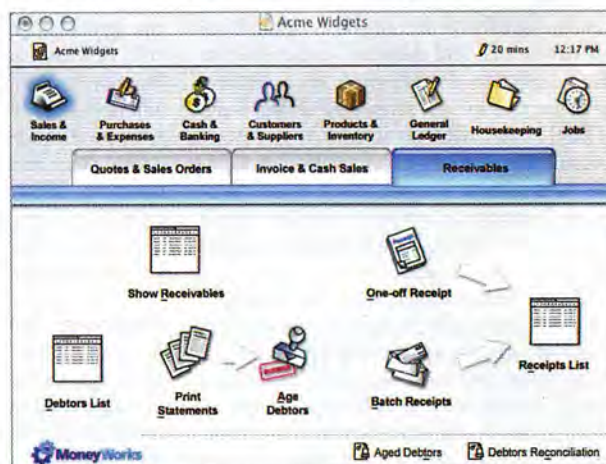 Acme Widgets
Acme Widgets
20 mins
12:17 PM
Sales & Income
Purchases & Expenses
Cash & Banking
Customers & Suppliers
Products & Inventory
General Ledger
Housekeeping
Jobs
Quotes & Sales Orders
Invoice & Cash Sales
Receivables
Show Receivables
Receipt
One-off Receipt
Debtors List
Print Statements
Age Debtors
Batch Receipts
Receipts List
MoneyWorks
Aged Debtors
Debtors Reconciliation